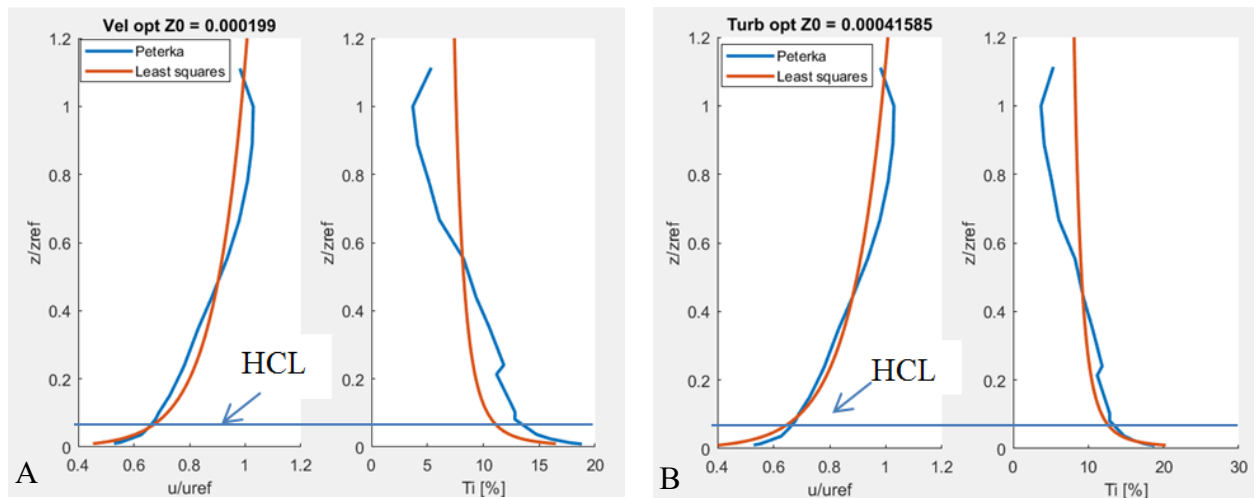 Vel opt Z0 = 0.000199
1.2
1
0.8
0.6
0.4
0.2
0
z/zref
Peterka
Least squares
HCL
0.4 0.6 0.8 1 1.2
u/uref
1.2
1
0.8
0.6
0.4
0.2
0
z/zref
0 5 10 15 20
Ti [%]
A
Turb opt Z0 = 0.00041585
1.2
1
0.8
0.6
0.4
0.2
0
z/zref
Peterka
Least squares
HCL
0.4 0.6 0.8 1 1.2
u/uref
1.2
1
0.8
0.6
0.4
0.2
0
z/zref
0 10 20 30
Ti [%]
B